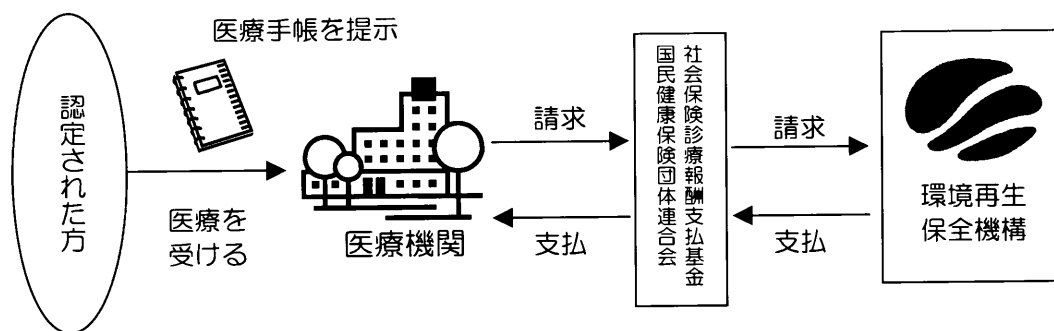 医療手帳を提示
認定された方
医療を
受ける
医療機関
請求
支払
社会保険診療報酬支払基金
国民健康保険団体連合会
請求
支払
環境再生
保全機構